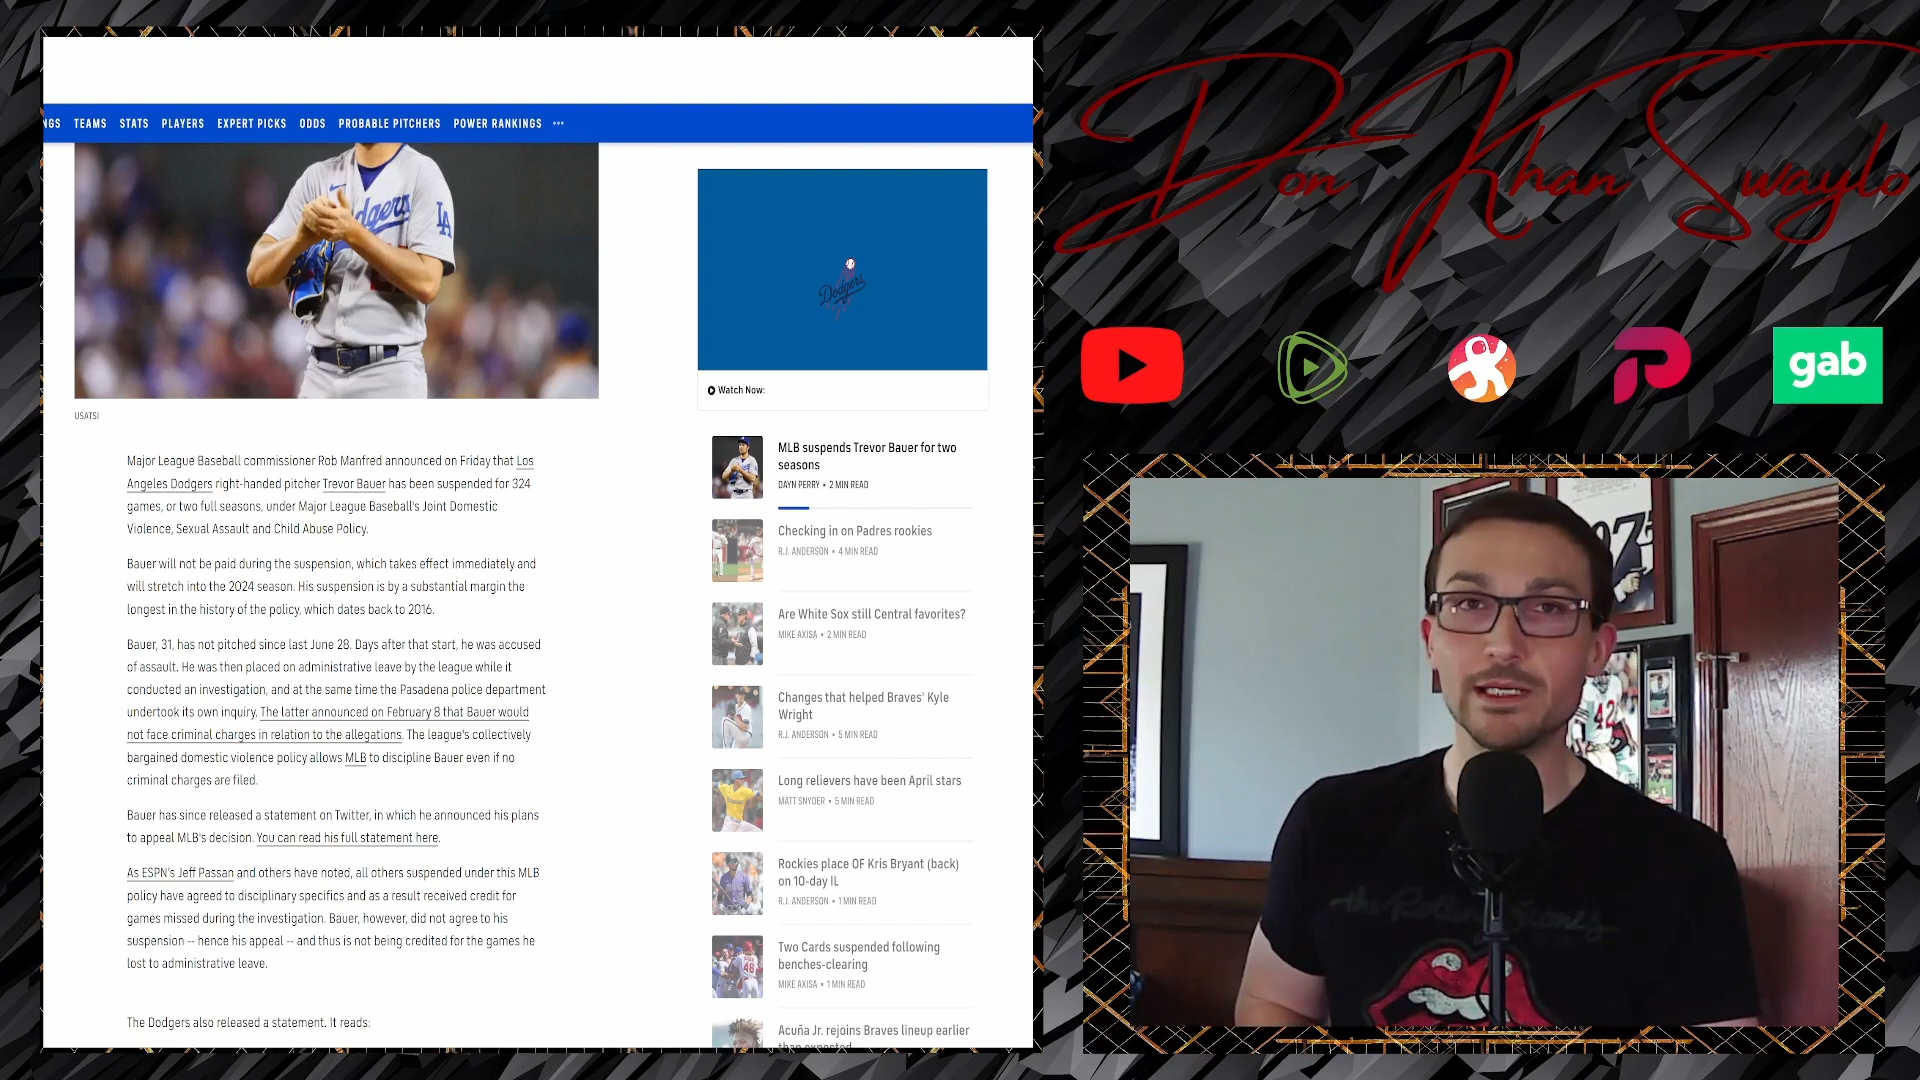 NGS TEAMS STATS PLAYERS EXPERT PICKS ODDS PROBABLE PITCHERS POWER RANKINGS ...
Dodgers
LA
USATSI
Major League Baseball commissioner Rob Manfred announced on Friday that Los
Angeles Dodgers right-handed pitcher Trevor Bauer has been suspended for 324
games, or two full seasons, under Major League Baseball's Joint Domestic
Violence, Sexual Assault and Child Abuse Policy.
Bauer will not be paid during the suspension, which takes effect immediately and
will stretch into the 2024 season. His suspension is by a substantial margin the
longest in the history of the policy, which dates back to 2016.
Bauer, 31, has not pitched since last June 28. Days after that start, he was accused
of assault. He was then placed on administrative leave by the league while it
conducted an investigation, and at the same time the Pasadena police department
undertook its own inquiry. The latter announced on February 8 that Bauer would
not face criminal charges in relation to the allegations. The league's collectively
bargained domestic violence policy allows MLB to discipline Bauer even if no
criminal charges are filed.
Bauer has since released a statement on Twitter, in which he announced his plans
to appeal MLB's decision. You can read his full statement here.
As ESPN's Jeff Passan and others have noted, all others suspended under this MLB
policy have agreed to disciplinary specifics and as a result received credit for
games missed during the investigation. Bauer, however, did not agree to his
suspension -- hence his appeal -- and thus is not being credited for the games he
lost to administrative leave.
The Dodgers also released a statement. It reads:
Dodgers
Watch Now:
MLB suspends Trevor Bauer for two
seasons
DAYN PERRY • 2 MIN READ
Checking in on Padres rookies
R.J. ANDERSON • 4 MIN READ
Are White Sox still Central favorites?
MIKE AXISA • 2 MIN READ
Changes that helped Braves' Kyle
Wright
R.J. ANDERSON • 5 MIN READ
Long relievers have been April stars
MATT SNYDER • 5 MIN READ
Rockies place OF Kris Bryant (back)
on 10-day IL
R.J. ANDERSON • 1 MIN READ
Two Cards suspended following
benches-clearing
MIKE AXISA • 1 MIN READ
48
Acuña Jr. rejoins Braves lineup earlier
than expected
Don Khan Swaylo
gab
42
the Rolling Stones